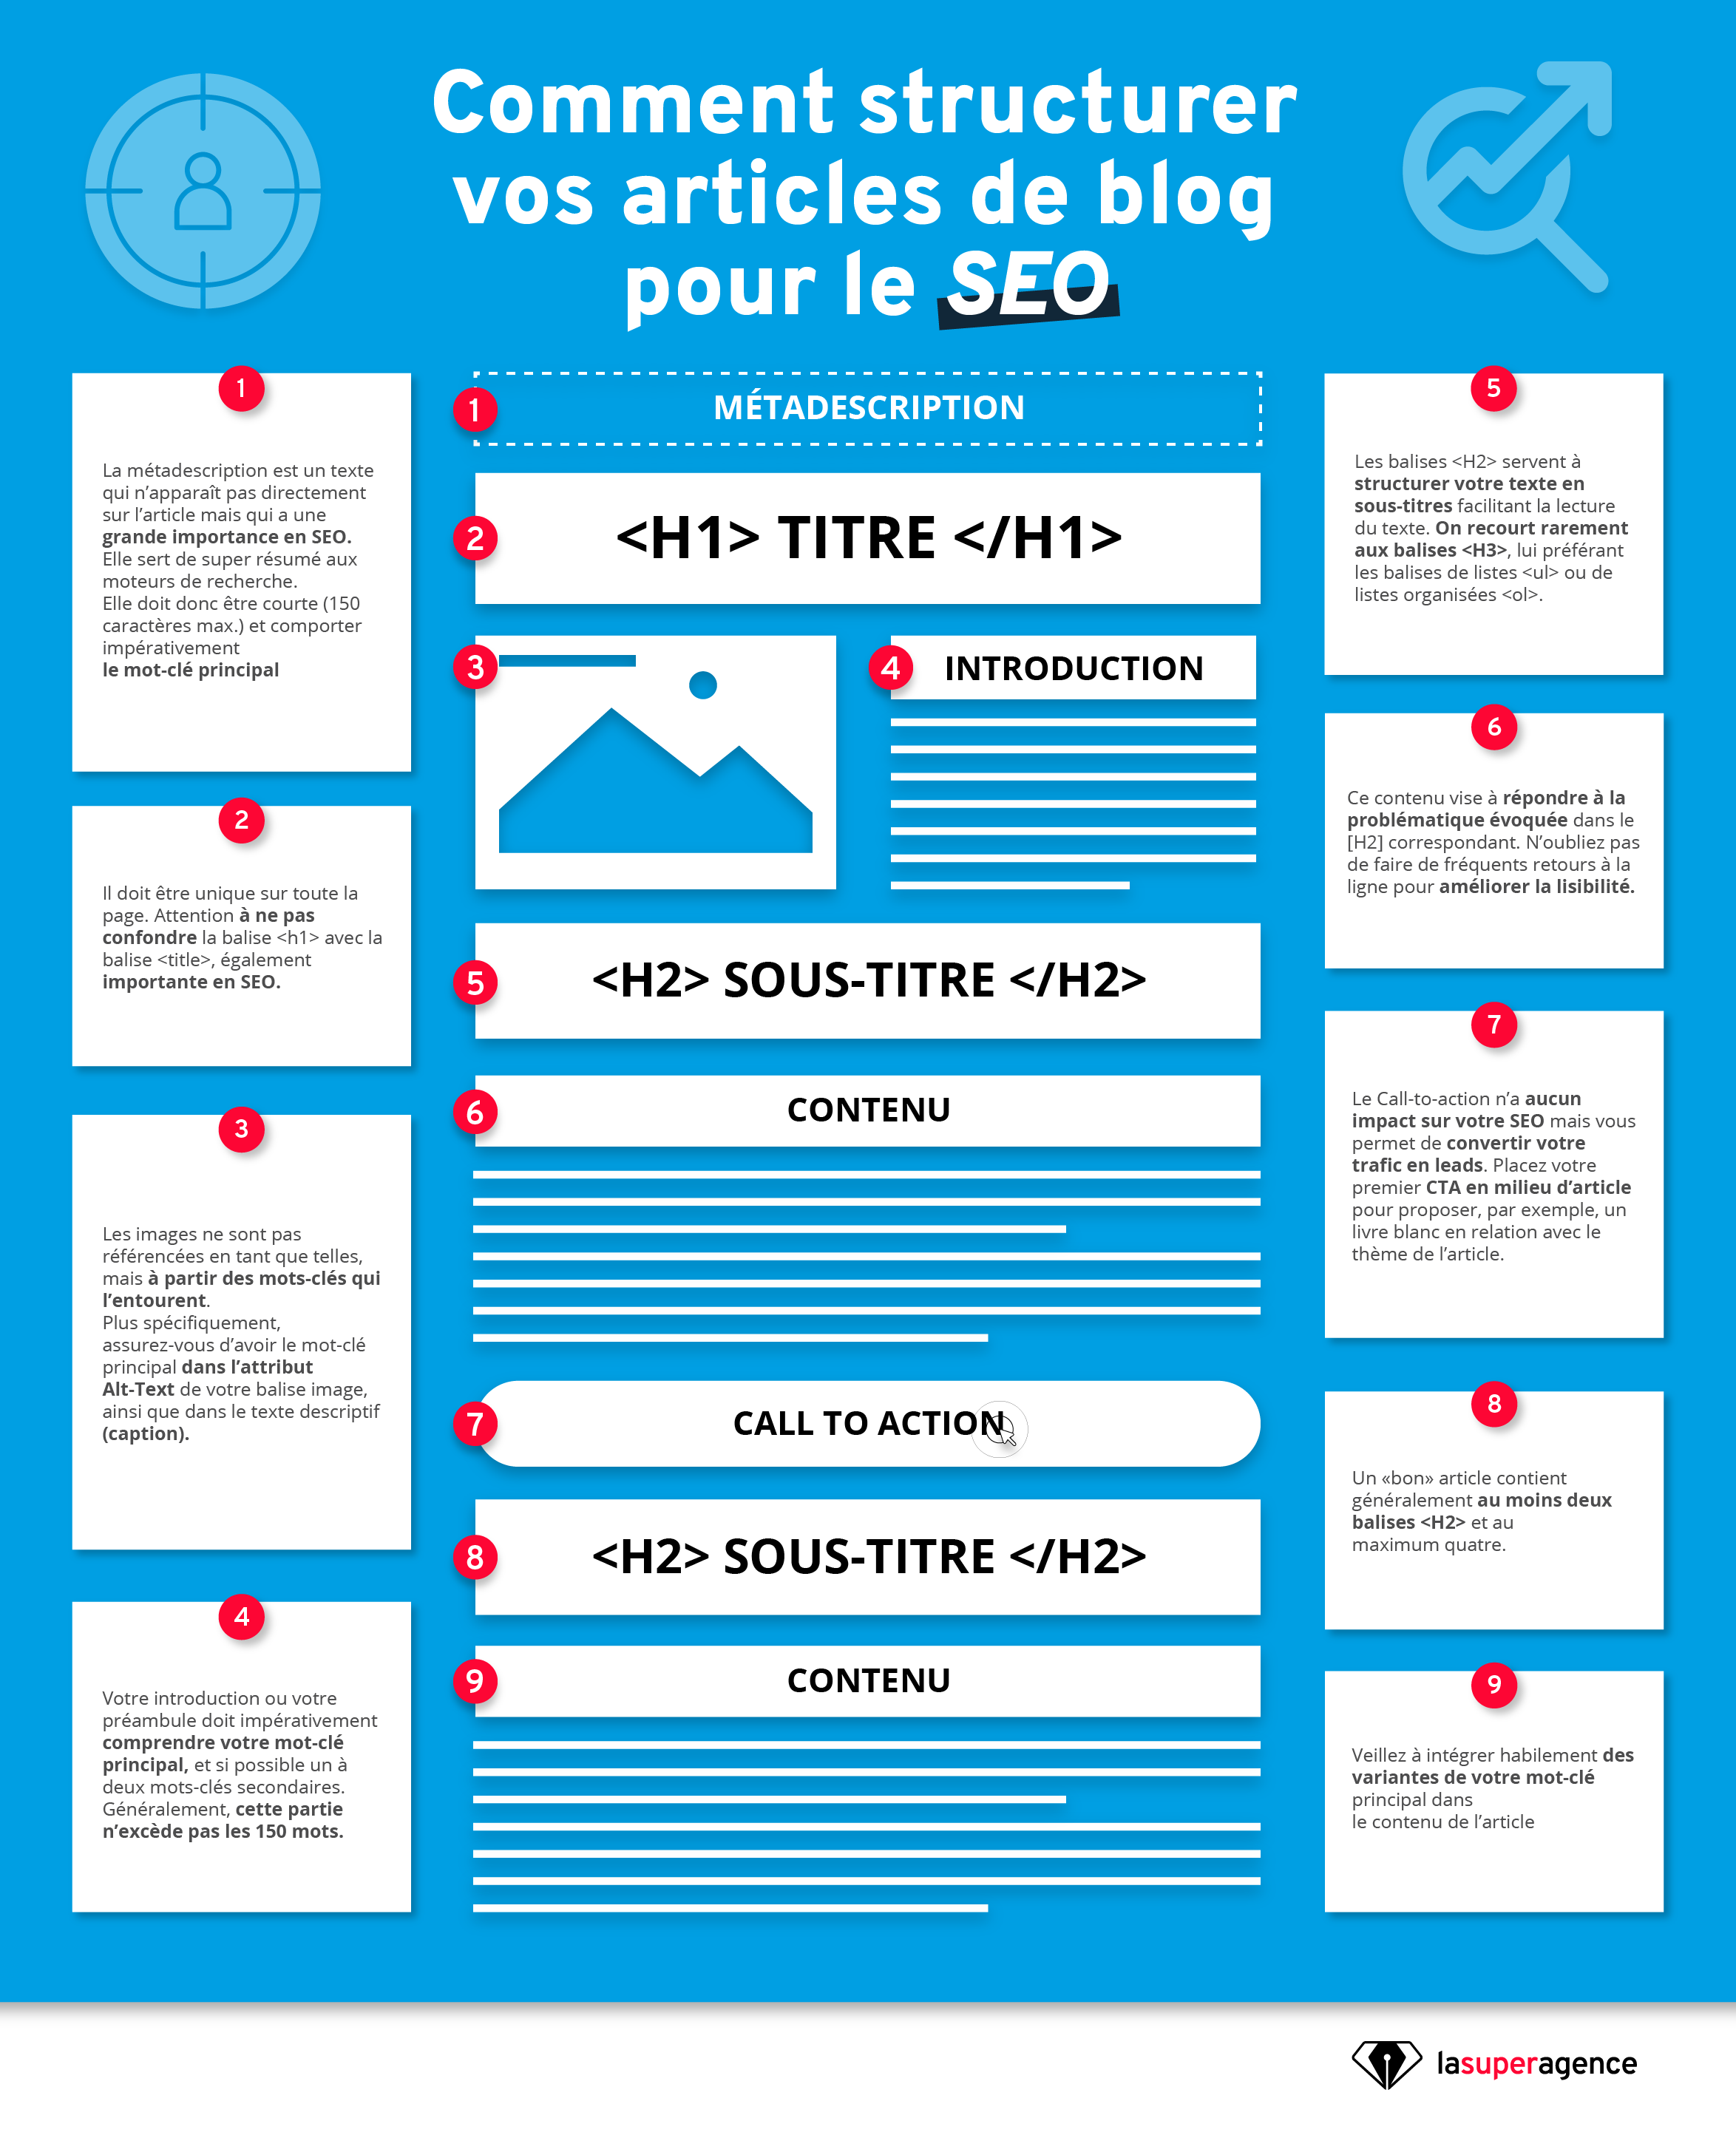 Comment structurer
vos articles de blog
pour le SEO
1
La métadescription est un texte
qui n’apparaît pas directement
sur l’article mais qui a une
grande importance en SEO.
Elle sert de super résumé aux
moteurs de recherche.
Elle doit donc être courte (150
caractères max.) et comporter
impérativement
le mot-clé principal
2
Il doit être unique sur toute la
page. Attention à ne pas
confondre la balise <h1> avec la
balise <title>, également
importante en SEO.
3
Les images ne sont pas
référencées en tant que telles,
mais à partir des mots-clés qui
l’entourent.
Plus spécifiquement,
assurez-vous d’avoir le mot-clé
principal dans l’attribut
Alt-Text de votre balise image,
ainsi que dans le texte descriptif
(caption).
4
Votre introduction ou votre
préambule doit impérativement
comprendre votre mot-clé
principal, et si possible un à
deux mots-clés secondaires.
Généralement, cette partie
n’excède pas les 150 mots.
1 MÉTADESCRIPTION
2 <H1> TITRE </H1>
3
4 INTRODUCTION
5 <H2> SOUS-TITRE </H2>
6 CONTENU
7 CALL TO ACTION
8 <H2> SOUS-TITRE </H2>
9 CONTENU
5
Les balises <H2> servent à
structurer votre texte en
sous-titres facilitant la lecture
du texte. On recourt rarement
aux balises <H3>, lui préférant
les balises de listes <ul> ou de
listes organisées <ol>.
6
Ce contenu vise à répondre à la
problématique évoquée dans le
[H2] correspondant. N’oubliez pas
de faire de fréquents retours à la
ligne pour améliorer la lisibilité.
7
Le Call-to-action n’a aucun
impact sur votre SEO mais vous
permet de convertir votre
trafic en leads. Placez votre
premier CTA en milieu d’article
pour proposer, par exemple, un
livre blanc en relation avec le
thème de l’article.
8
Un «bon» article contient
généralement au moins deux
balises <H2> et au
maximum quatre.
9
Veillez à intégrer habilement des
variantes de votre mot-clé
principal dans
le contenu de l’article
lasuperagence